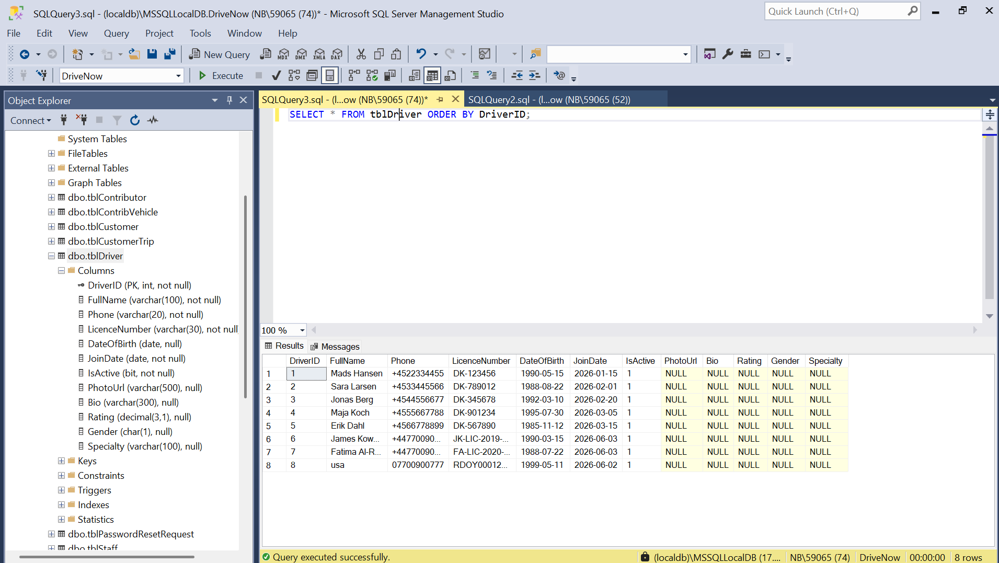 SQLQuery3.sql - (localdb)\MSSQLLocalDB.DriveNow (NB\59065 (74))* - Microsoft SQL Server Management Studio
Quick Launch (Ctrl+Q)
File Edit View Query Project Tools Window Help
New Query MDX DMX XMLA DAX
DriveNow Execute
Object Explorer
Connect
System Tables
FileTables
External Tables
Graph Tables
dbo.tblContributor
dbo.tblContribVehicle
dbo.tblCustomer
dbo.tblCustomerTrip
dbo.tblDriver
Columns
DriverID (PK, int, not null)
FullName (varchar(100), not null)
Phone (varchar(20), not null)
LicenceNumber (varchar(30), not null
DateOfBirth (date, null)
JoinDate (date, not null)
IsActive (bit, not null)
PhotoUrl (varchar(500), null)
Bio (varchar(300), null)
Rating (decimal(3,1), null)
Gender (char(1), null)
Specialty (varchar(100), null)
Keys
Constraints
Triggers
Indexes
Statistics
dbo.tblPasswordResetRequest
dbo.tblStaff
SQLQuery3.sql - (l...ow (NB\59065 (74))* SQLQuery2.sql - (l...ow (NB\59065 (52))
SELECT * FROM tblDriver ORDER BY DriverID;
100 %
Results Messages
DriverID FullName Phone LicenceNumber DateOfBirth JoinDate IsActive PhotoUrl Bio Rating Gender Specialty
1 1 Mads Hansen +4522334455 DK-123456 1990-05-15 2026-01-15 1 NULL NULL NULL NULL NULL
2 2 Sara Larsen +4533445566 DK-789012 1988-08-22 2026-02-01 1 NULL NULL NULL NULL NULL
3 3 Jonas Berg +4544556677 DK-345678 1992-03-10 2026-02-20 1 NULL NULL NULL NULL NULL
4 4 Maja Koch +4555667788 DK-901234 1995-07-30 2026-03-05 1 NULL NULL NULL NULL NULL
5 5 Erik Dahl +4566778899 DK-567890 1985-11-12 2026-03-15 1 NULL NULL NULL NULL NULL
6 6 James Kow... +44770090... JK-LIC-2019-... 1990-03-15 2026-06-03 1 NULL NULL NULL NULL NULL
7 7 Fatima Al-R... +44770090... FA-LIC-2020-... 1988-07-22 2026-06-03 1 NULL NULL NULL NULL NULL
8 8 usa 07700900777 RDOY00012... 1999-05-11 2026-06-02 1 NULL NULL NULL NULL NULL
Query executed successfully. (localdb)\MSSQLLocalDB (17.... NB\59065 (74) DriveNow 00:00:00 8 rows